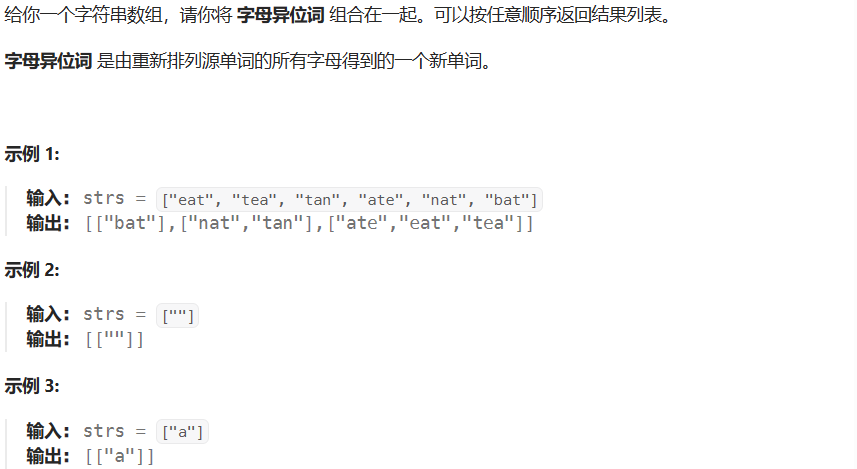 给你一个字符串数组，请你将 字母异位词 组合在一起。可以按任意顺序返回结果列表。
字母异位词 是由重新排列源单词的所有字母得到的一个新单词。
示例 1:
输入: strs = ["eat", "tea", "tan", "ate", "nat", "bat"]
输出: [["bat"],["nat","tan"],["ate","eat","tea"]]
示例 2:
输入: strs = [""]
输出: [[""]]
示例 3:
输入: strs = ["a"]
输出: [["a"]]